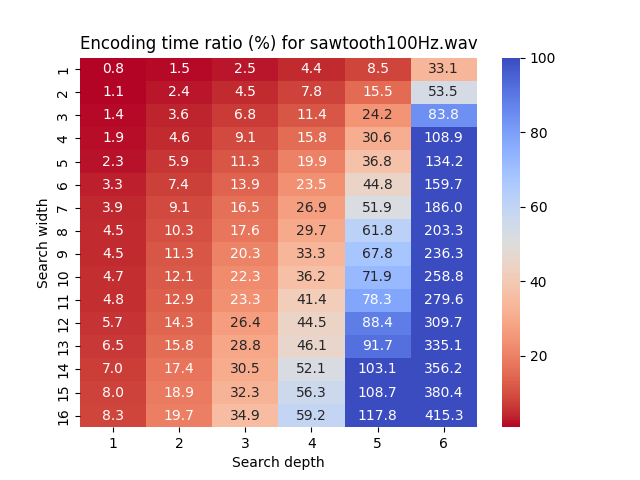 Encoding time ratio (%) for sawtooth100Hz.wav
1 0.8 1.5 2.5 4.4 8.5 33.1
2 1.1 2.4 4.5 7.8 15.5 53.5
3 1.4 3.6 6.8 11.4 24.2 83.8
4 1.9 4.6 9.1 15.8 30.6 108.9
5 2.3 5.9 11.3 19.9 36.8 134.2
6 3.3 7.4 13.9 23.5 44.8 159.7
7 3.9 9.1 16.5 26.9 51.9 186.0
8 4.5 10.3 17.6 29.7 61.8 203.3
9 4.5 11.3 20.3 33.3 67.8 236.3
10 4.7 12.1 22.3 36.2 71.9 258.8
11 4.8 12.9 23.3 41.4 78.3 279.6
12 5.7 14.3 26.4 44.5 88.4 309.7
13 6.5 15.8 28.8 46.1 91.7 335.1
14 7.0 17.4 30.5 52.1 103.1 356.2
15 8.0 18.9 32.3 56.3 108.7 380.4
16 8.3 19.7 34.9 59.2 117.8 415.3
1 2 3 4 5 6
Search depth
Search width
100
80
60
40
20